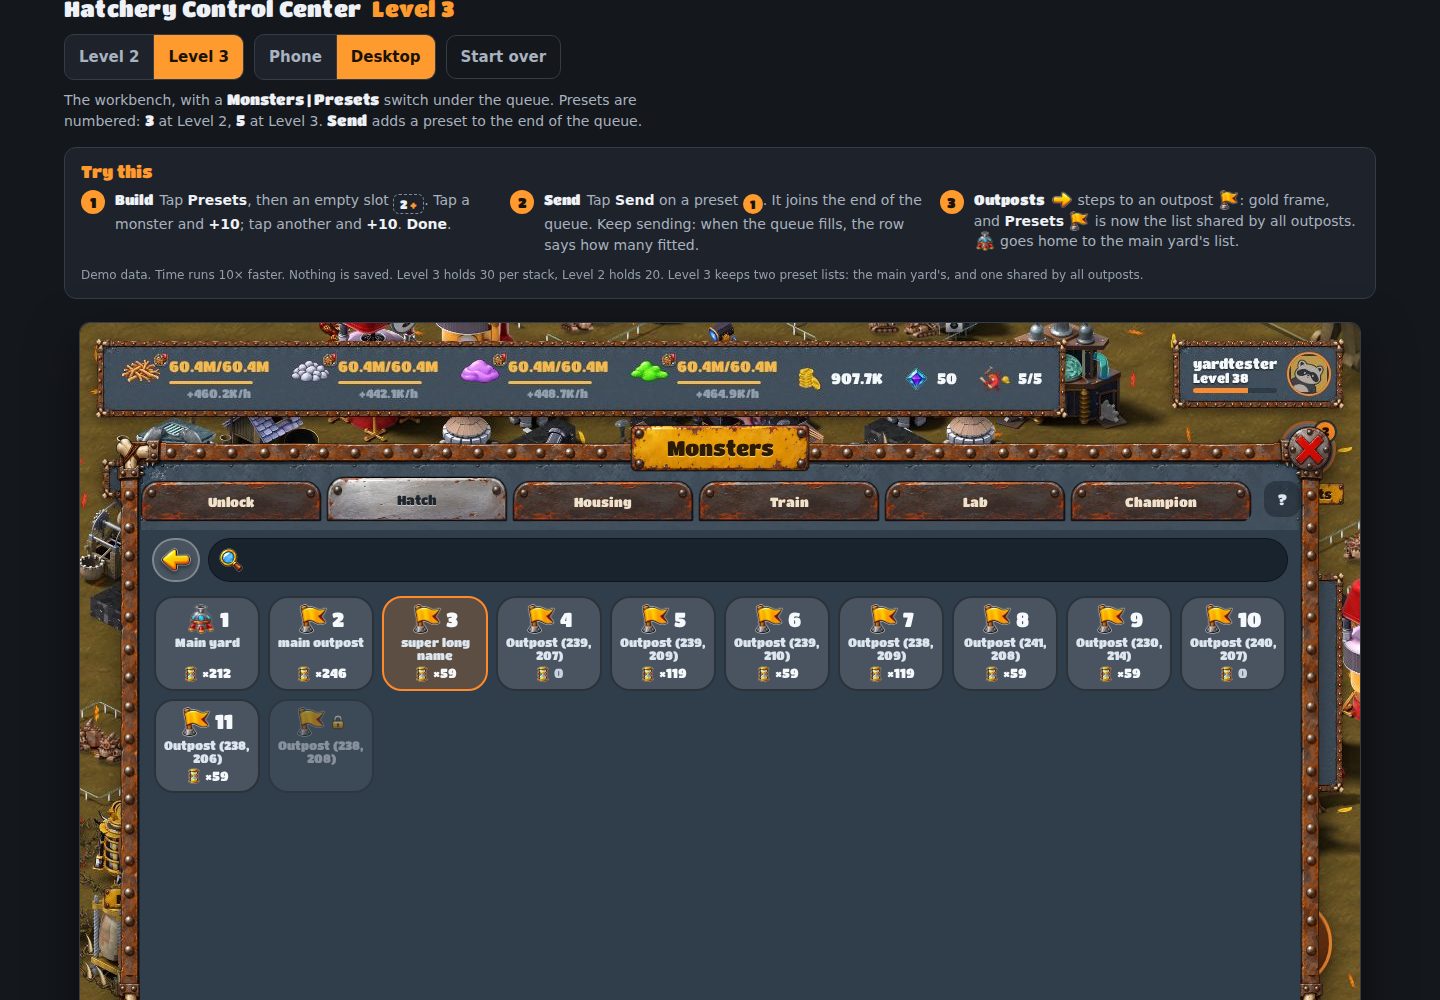 Hatchery Control Center Level 3
Level 2 Level 3 Phone Desktop Start over
The workbench, with a Monsters|Presets switch under the queue. Presets are
numbered: 3 at Level 2, 5 at Level 3. Send adds a preset to the end of the queue.
Try this
1 Build Tap Presets, then an empty slot 2+. Tap a
monster and +10; tap another and +10. Done.
2 Send Tap Send on a preset 1. It joins the end of the
queue. Keep sending: when the queue fills, the row
says how many fitted.
3 Outposts steps to an outpost : gold frame,
and Presets is now the list shared by all outposts.
goes home to the main yard's list.
Demo data. Time runs 10× faster. Nothing is saved. Level 3 holds 30 per stack, Level 2 holds 20. Level 3 keeps two preset lists: the main yard's, and one shared by all outposts.
60.4M/60.4M 60.4M/60.4M 60.4M/60.4M 60.4M/60.4M 907.7K 50 5/5
+460.2K/h +442.1K/h +448.7K/h +464.9K/h
yardtester
Level 38
Monsters
Unlock Hatch Housing Train Lab Champion ?
1
Main yard
×212
2
main outpost
×246
3
super long
name
×59
4
Outpost (239,
207)
0
5
Outpost (239,
209)
×119
6
Outpost (239,
210)
×59
7
Outpost (238,
209)
×119
8
Outpost (241,
208)
×59
9
Outpost (230,
214)
×59
10
Outpost (240,
207)
0
11
Outpost (238,
206)
×59
Outpost (238,
208)